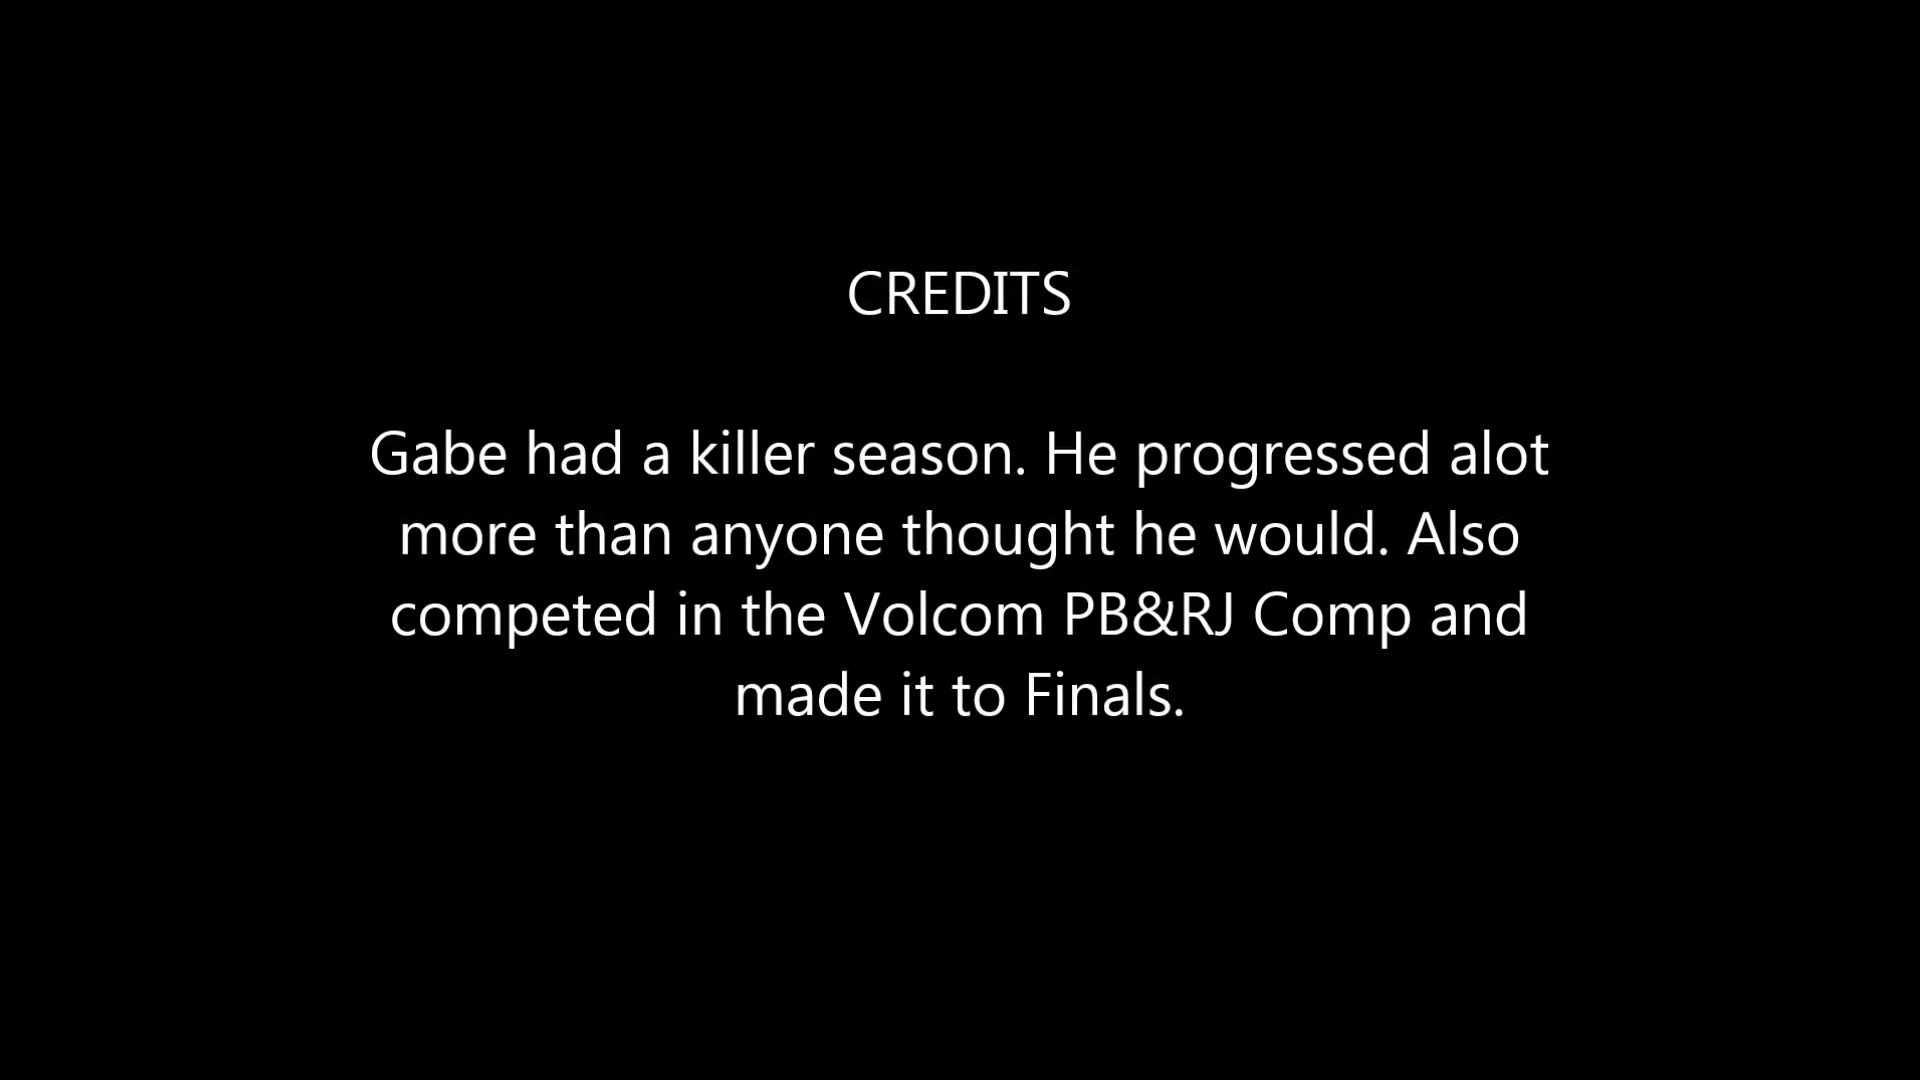 CREDITS
Gabe had a killer season. He progressed alot
more than anyone thought he would. Also
competed in the Volcom PB&RJ Comp and
made it to Finals.